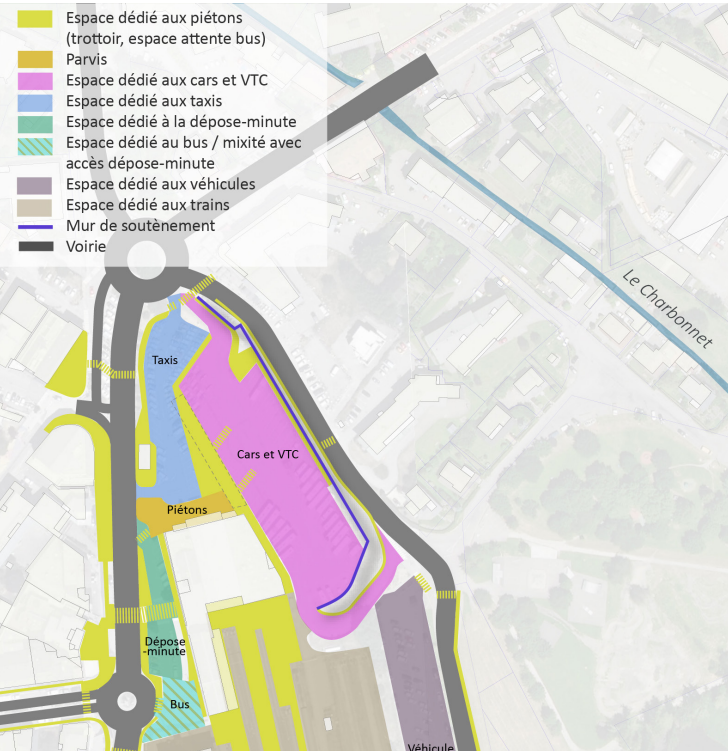 Espace dédié aux piétons
(trottoir, espace attente bus)
Parvis
Espace dédié aux cars et VTC
Espace dédié aux taxis
Espace dédié à la dépose-minute
Espace dédié au bus / mixité avec
accès dépose-minute
Espace dédié aux véhicules
Espace dédié aux trains
Mur de soutènement
Voirie
Le Charbonnet
Taxis
Cars et VTC
Piétons
Dépose
-minute
Bus
Véhicule